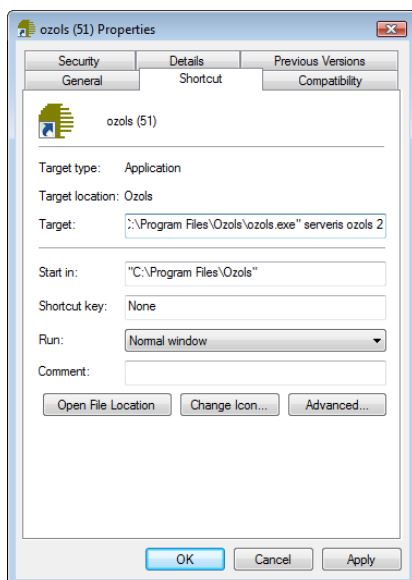 ozols (51) Properties
Security Details Previous Versions
General Shortcut Compatibility
ozols (51)
Target type: Application
Target location: Ozols
Target: :\Program Files\Ozols\ozols.exe" serveris ozols 2
Start in: "C:\Program Files\Ozols"
Shortcut key: None
Run: Normal window
Comment:
Open File Location Change Icon... Advanced...
OK Cancel Apply